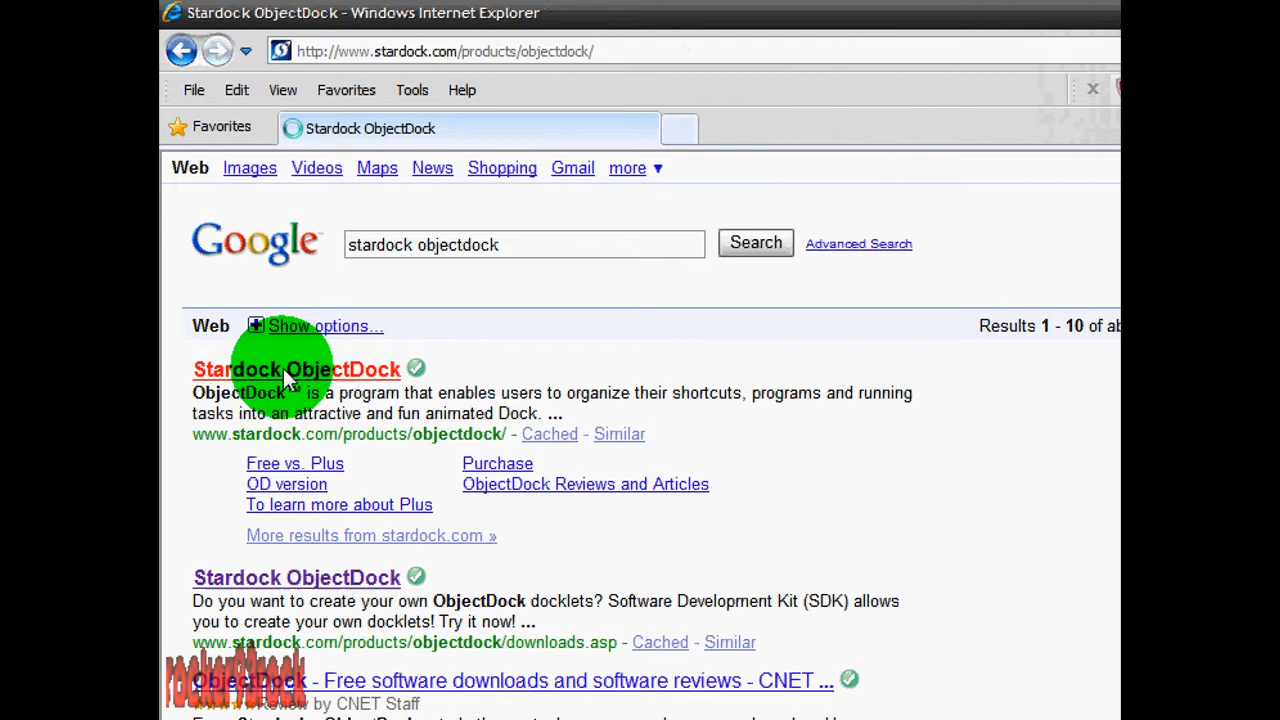 Stardock ObjectDock - Windows Internet Explorer
http://www.stardock.com/products/objectdock/
File Edit View Favorites Tools Help
Favorites Stardock ObjectDock
Web Images Videos Maps News Shopping Gmail more ▼
Google stardock objectdock Search Advanced Search
Web Show options... Results 1 - 10 of
Stardock ObjectDock
ObjectDock™ is a program that enables users to organize their shortcuts, programs and running
tasks into an attractive and fun animated Dock. ...
www.stardock.com/products/objectdock/ - Cached - Similar
Free vs. Plus Purchase
OD version ObjectDock Reviews and Articles
To learn more about Plus
More results from stardock.com »
Stardock ObjectDock
Do you want to create your own ObjectDock docklets? Software Development Kit (SDK) allows
you to create your own docklets! Try it now! ...
www.stardock.com/products/objectdock/downloads.asp - Cached - Similar
ObjectDock - Free software downloads and software reviews - CNET ...
Review by CNET Staff